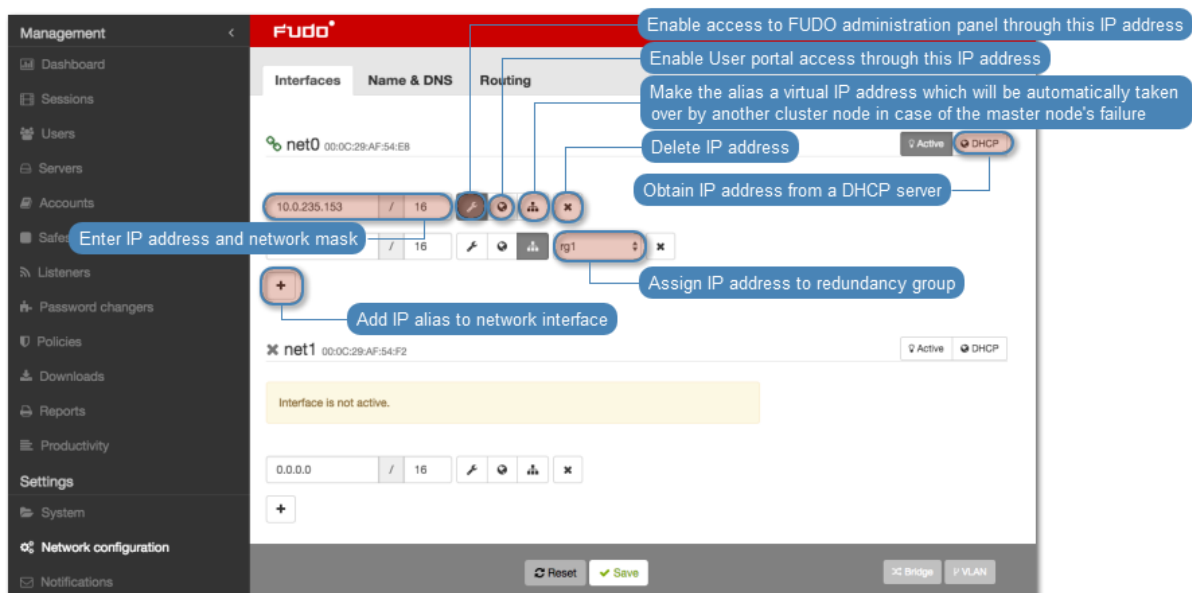 Management <
FUDO
Enable access to FUDO administration panel through this IP address
Dashboard
Interfaces Name & DNS Routing
Enable User portal access through this IP address
Sessions
Make the alias a virtual IP address which will be automatically taken
over by another cluster node in case of the master node's failure
Users
net0 00:0C:29:AF:54:E8
Delete IP address
Active DHCP
Servers
Obtain IP address from a DHCP server
Accounts
10.0.235.153 / 16
Safes
Enter IP address and network mask
/ 16 rg1
Listeners
Assign IP address to redundancy group
Password changers
Add IP alias to network interface
Policies
net1 00:0C:29:AF:54:F2
Active DHCP
Downloads
Interface is not active.
Reports
Productivity
0.0.0.0 / 16
Settings
System
Network configuration
Notifications
Reset Save Bridge VLAN